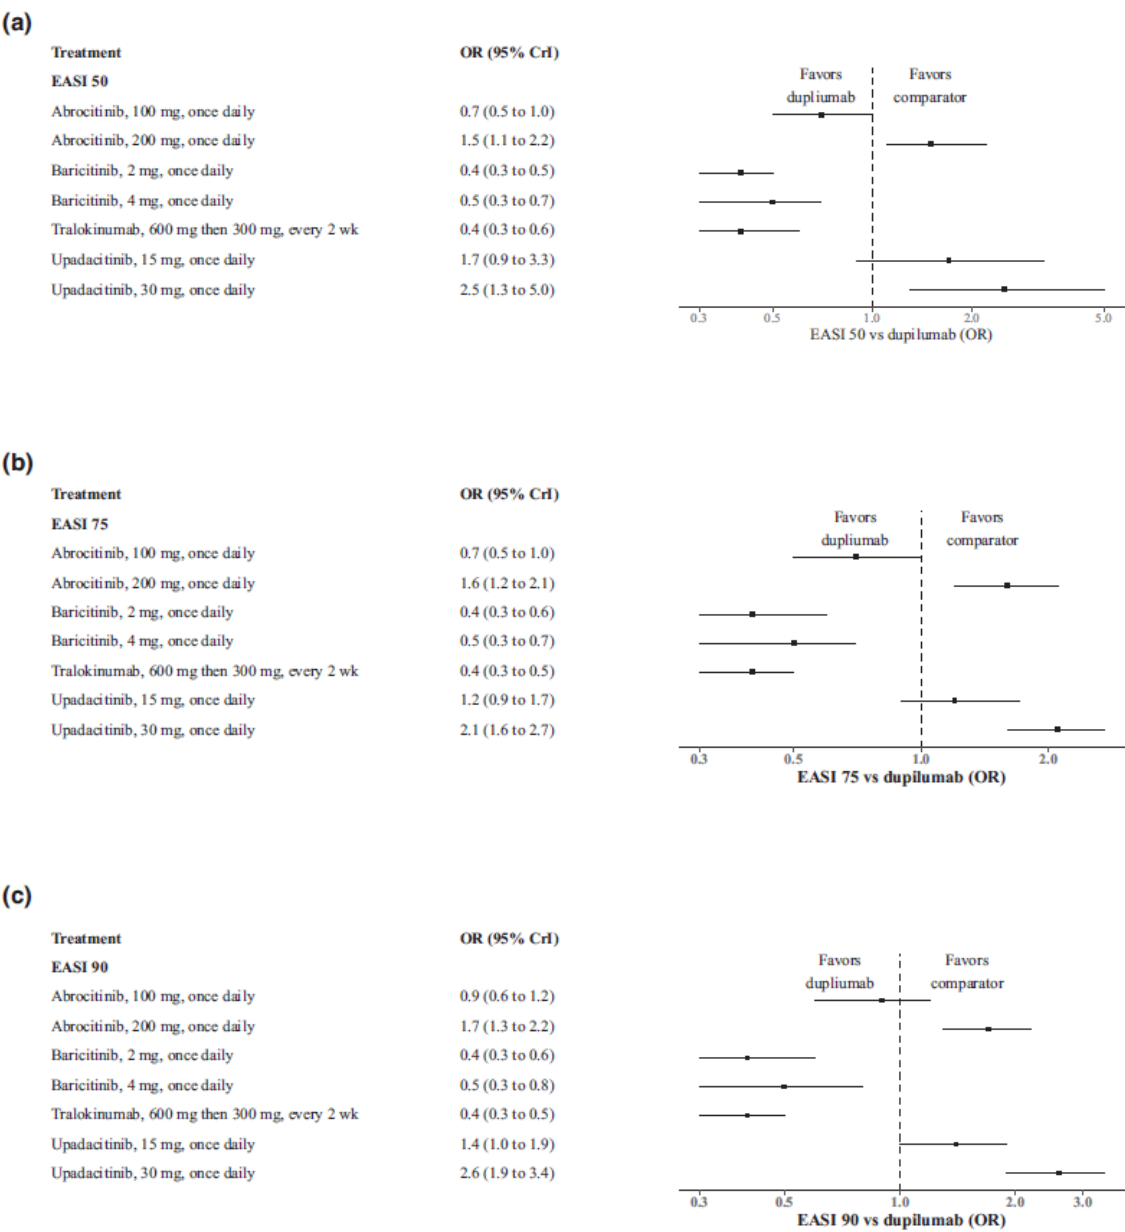 (a)
Treatment OR (95% CrI)
EASI 50
Favors Favors
dupliumab comparator
Abrocitinib, 100 mg, once daily 0.7 (0.5 to 1.0)
Abrocitinib, 200 mg, once daily 1.5 (1.1 to 2.2)
Baricitinib, 2 mg, once daily 0.4 (0.3 to 0.5)
Baricitinib, 4 mg, once daily 0.5 (0.3 to 0.7)
Tralokinumab, 600 mg then 300 mg, every 2 wk 0.4 (0.3 to 0.6)
Upadacitinib, 15 mg, once daily 1.7 (0.9 to 3.3)
Upadacitinib, 30 mg, once daily 2.5 (1.3 to 5.0)
0.3 0.5 1.0 2.0 5.0
EASI 50 vs dupilumab (OR)
(b)
Treatment OR (95% CrI)
EASI 75
Favors Favors
dupliumab comparator
Abrocitinib, 100 mg, once daily 0.7 (0.5 to 1.0)
Abrocitinib, 200 mg, once daily 1.6 (1.2 to 2.1)
Baricitinib, 2 mg, once daily 0.4 (0.3 to 0.6)
Baricitinib, 4 mg, once daily 0.5 (0.3 to 0.7)
Tralokinumab, 600 mg then 300 mg, every 2 wk 0.4 (0.3 to 0.5)
Upadacitinib, 15 mg, once daily 1.2 (0.9 to 1.7)
Upadacitinib, 30 mg, once daily 2.1 (1.6 to 2.7)
0.3 0.5 1.0 2.0
EASI 75 vs dupilumab (OR)
(c)
Treatment OR (95% CrI)
EASI 90
Favors Favors
dupliumab comparator
Abrocitinib, 100 mg, once daily 0.9 (0.6 to 1.2)
Abrocitinib, 200 mg, once daily 1.7 (1.3 to 2.2)
Baricitinib, 2 mg, once daily 0.4 (0.3 to 0.6)
Baricitinib, 4 mg, once daily 0.5 (0.3 to 0.8)
Tralokinumab, 600 mg then 300 mg, every 2 wk 0.4 (0.3 to 0.5)
Upadacitinib, 15 mg, once daily 1.4 (1.0 to 1.9)
Upadacitinib, 30 mg, once daily 2.6 (1.9 to 3.4)
0.3 0.5 1.0 2.0 3.0
EASI 90 vs dupilumab (OR)